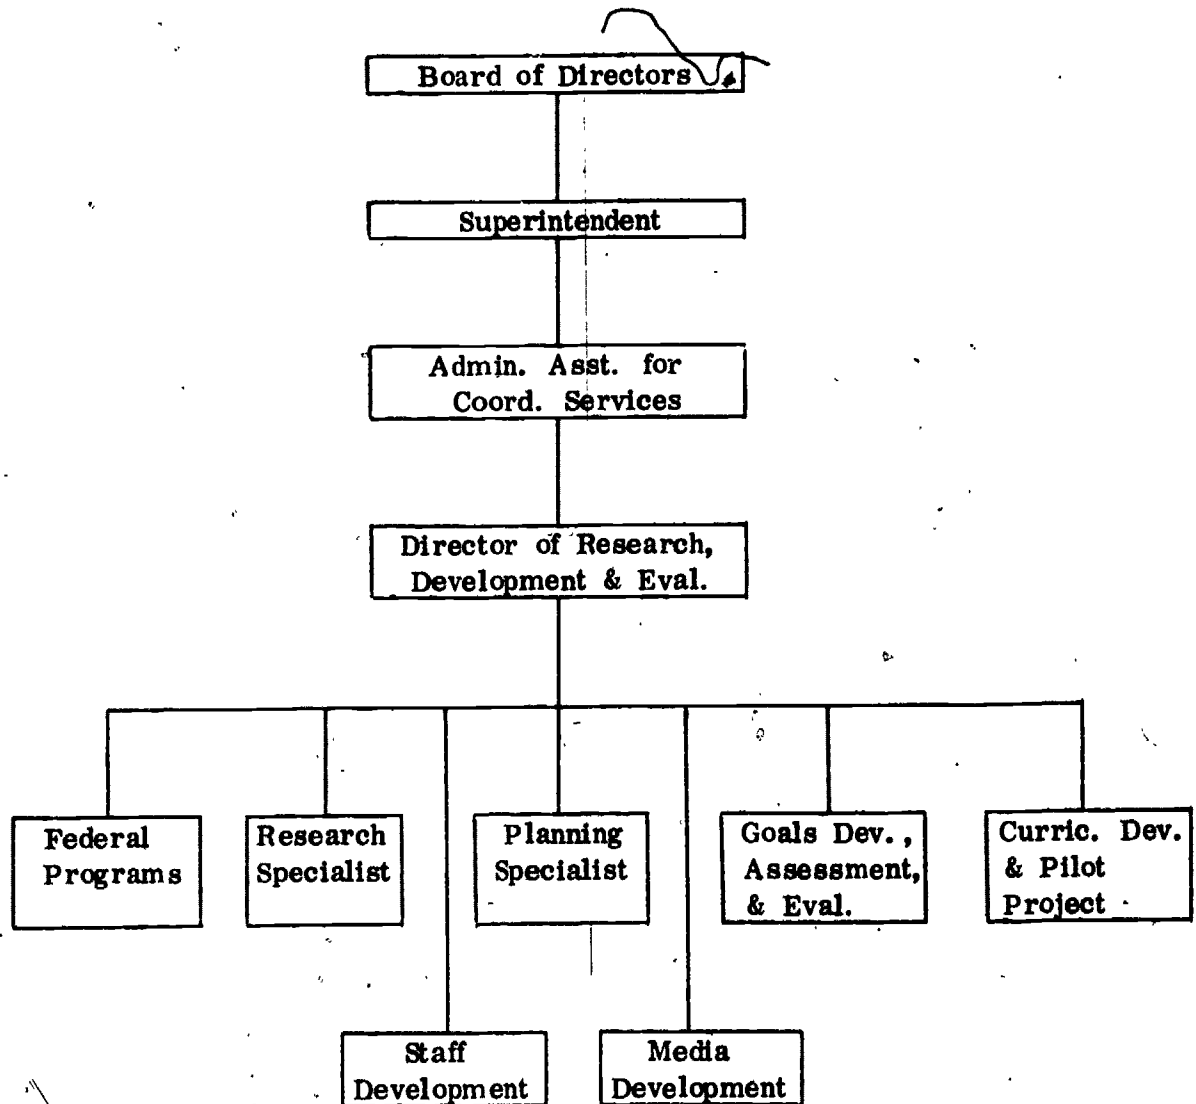 Board of Directors
Superintendent
Admin. Asst. for
Coord. Services
Director of Research,
Development & Eval.
Federal
Programs
Research
Specialist
Planning
Specialist
Goals Dev.,
Assessment,
& Eval.
Curric. Dev.
& Pilot
Project
Staff
Development
Media
Development